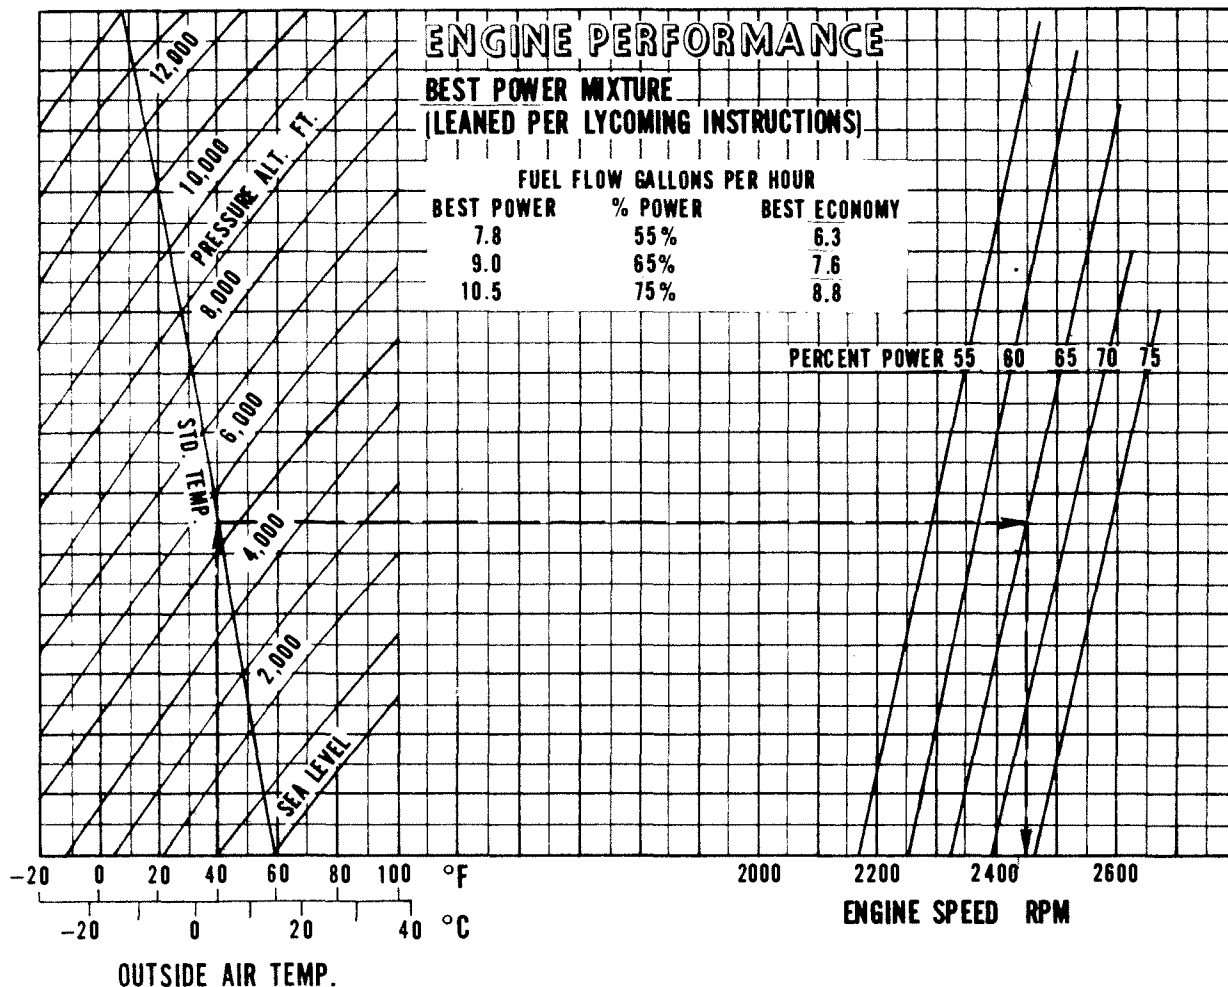 ENGINE PERFORMANCE
BEST POWER MIXTURE
(LEANED PER LYCOMING INSTRUCTIONS)
FUEL FLOW GALLONS PER HOUR
BEST POWER % POWER BEST ECONOMY
7.8 55% 6.3
9.0 65% 7.6
10.5 75% 8.8
PERCENT POWER 55 60 65 70 75
12,000
10,000
PRESSURE ALT. FT.
8,000
6,000
STD. TEMP.
4,000
2,000
SEA LEVEL
-20 0 20 40 60 80 100 °F
-20 0 20 40 °C
OUTSIDE AIR TEMP.
2000 2200 2400 2600
ENGINE SPEED RPM